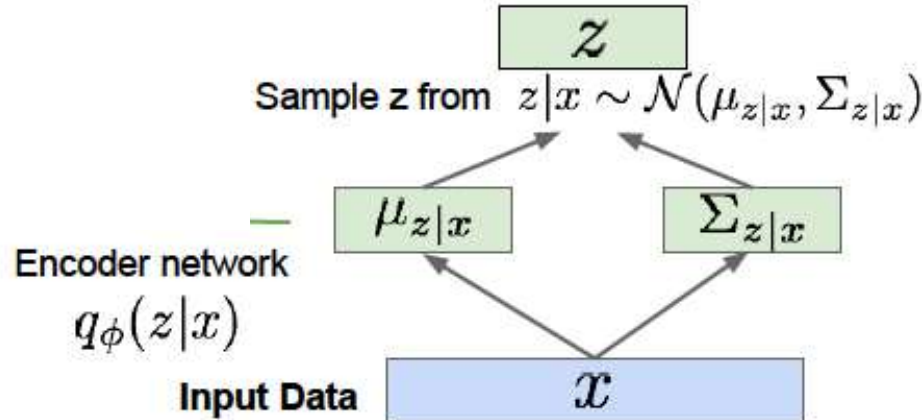 z
Sample z from z|x ∼ 𝒩(μ_{z|x}, Σ_{z|x})
μ_{z|x} Σ_{z|x}
Encoder network
q_ϕ(z|x)
Input Data x